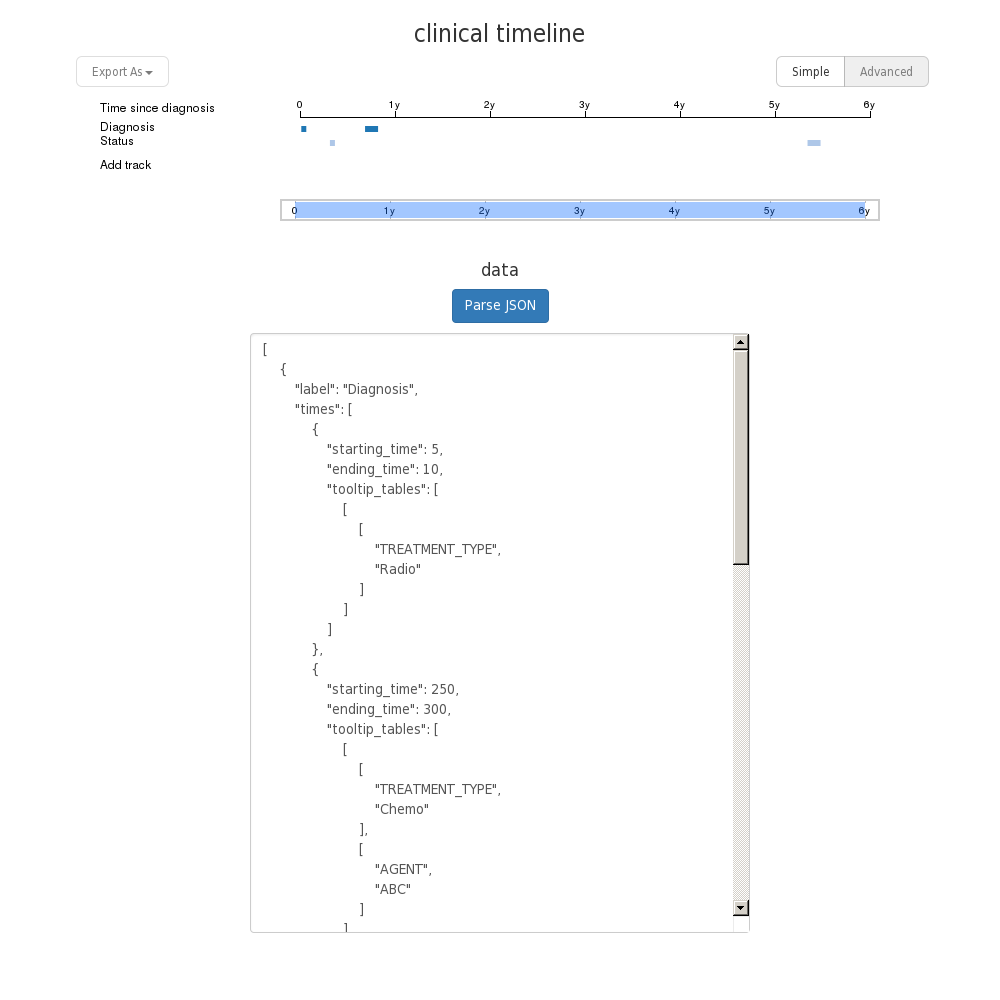 clinical timeline
Export As
Simple Advanced
Time since diagnosis 0 1y 2y 3y 4y 5y 6y
Diagnosis
Status
Add track
0 1y 2y 3y 4y 5y 6y
data
Parse JSON
[
{
"label": "Diagnosis",
"times": [
{
"starting_time": 5,
"ending_time": 10,
"tooltip_tables": [
[
[
"TREATMENT_TYPE",
"Radio"
]
]
]
},
{
"starting_time": 250,
"ending_time": 300,
"tooltip_tables": [
[
[
"TREATMENT_TYPE",
"Chemo"
],
[
"AGENT",
"ABC"
]
]